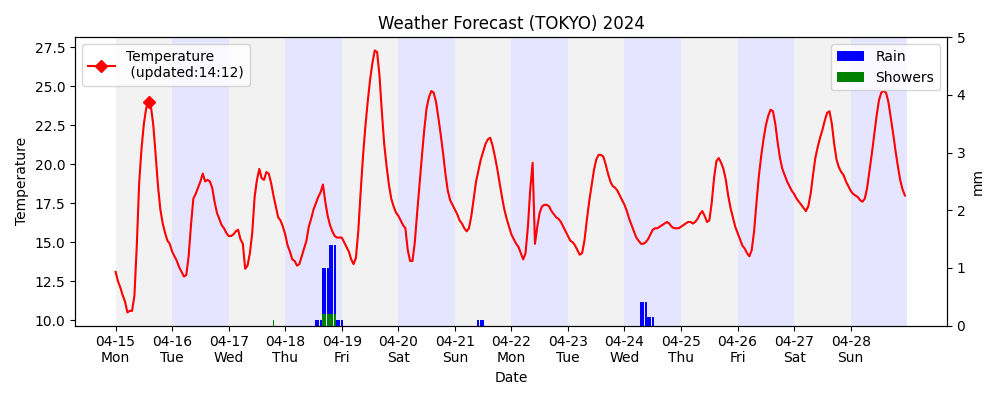 Weather Forecast (TOKYO) 2024
Temperature
(updated:14:12)
Rain
Showers
27.5
25.0
22.5
20.0
17.5
15.0
12.5
10.0
Temperature
5
4
3
2
1
0
mm
04-15 04-16 04-17 04-18 04-19 04-20 04-21 04-22 04-23 04-24 04-25 04-26 04-27 04-28
Mon Tue Wed Thu Fri Sat Sun Mon Tue Wed Thu Fri Sat Sun
Date